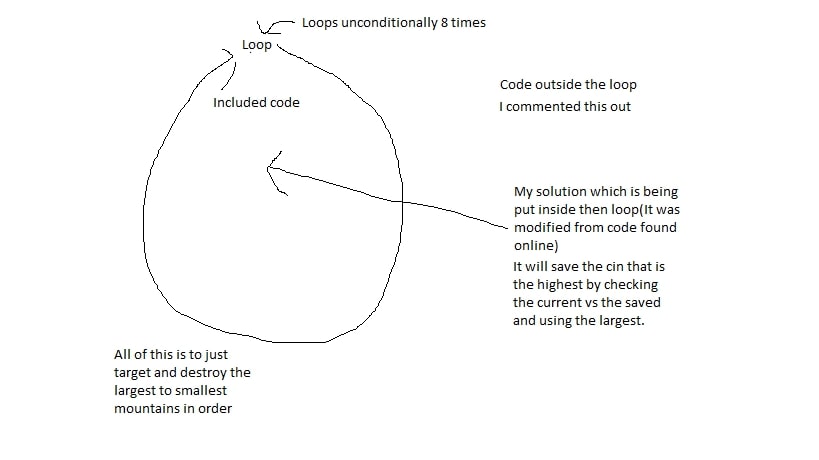 Loops unconditionally 8 times
Loop
Included code
Code outside the loop
I commented this out
My solution which is being
put inside then loop(It was
modified from code found
online)
It will save the cin that is
the highest by checking
the current vs the saved
and using the largest.
All of this is to just
target and destroy the
largest to smallest
mountains in order